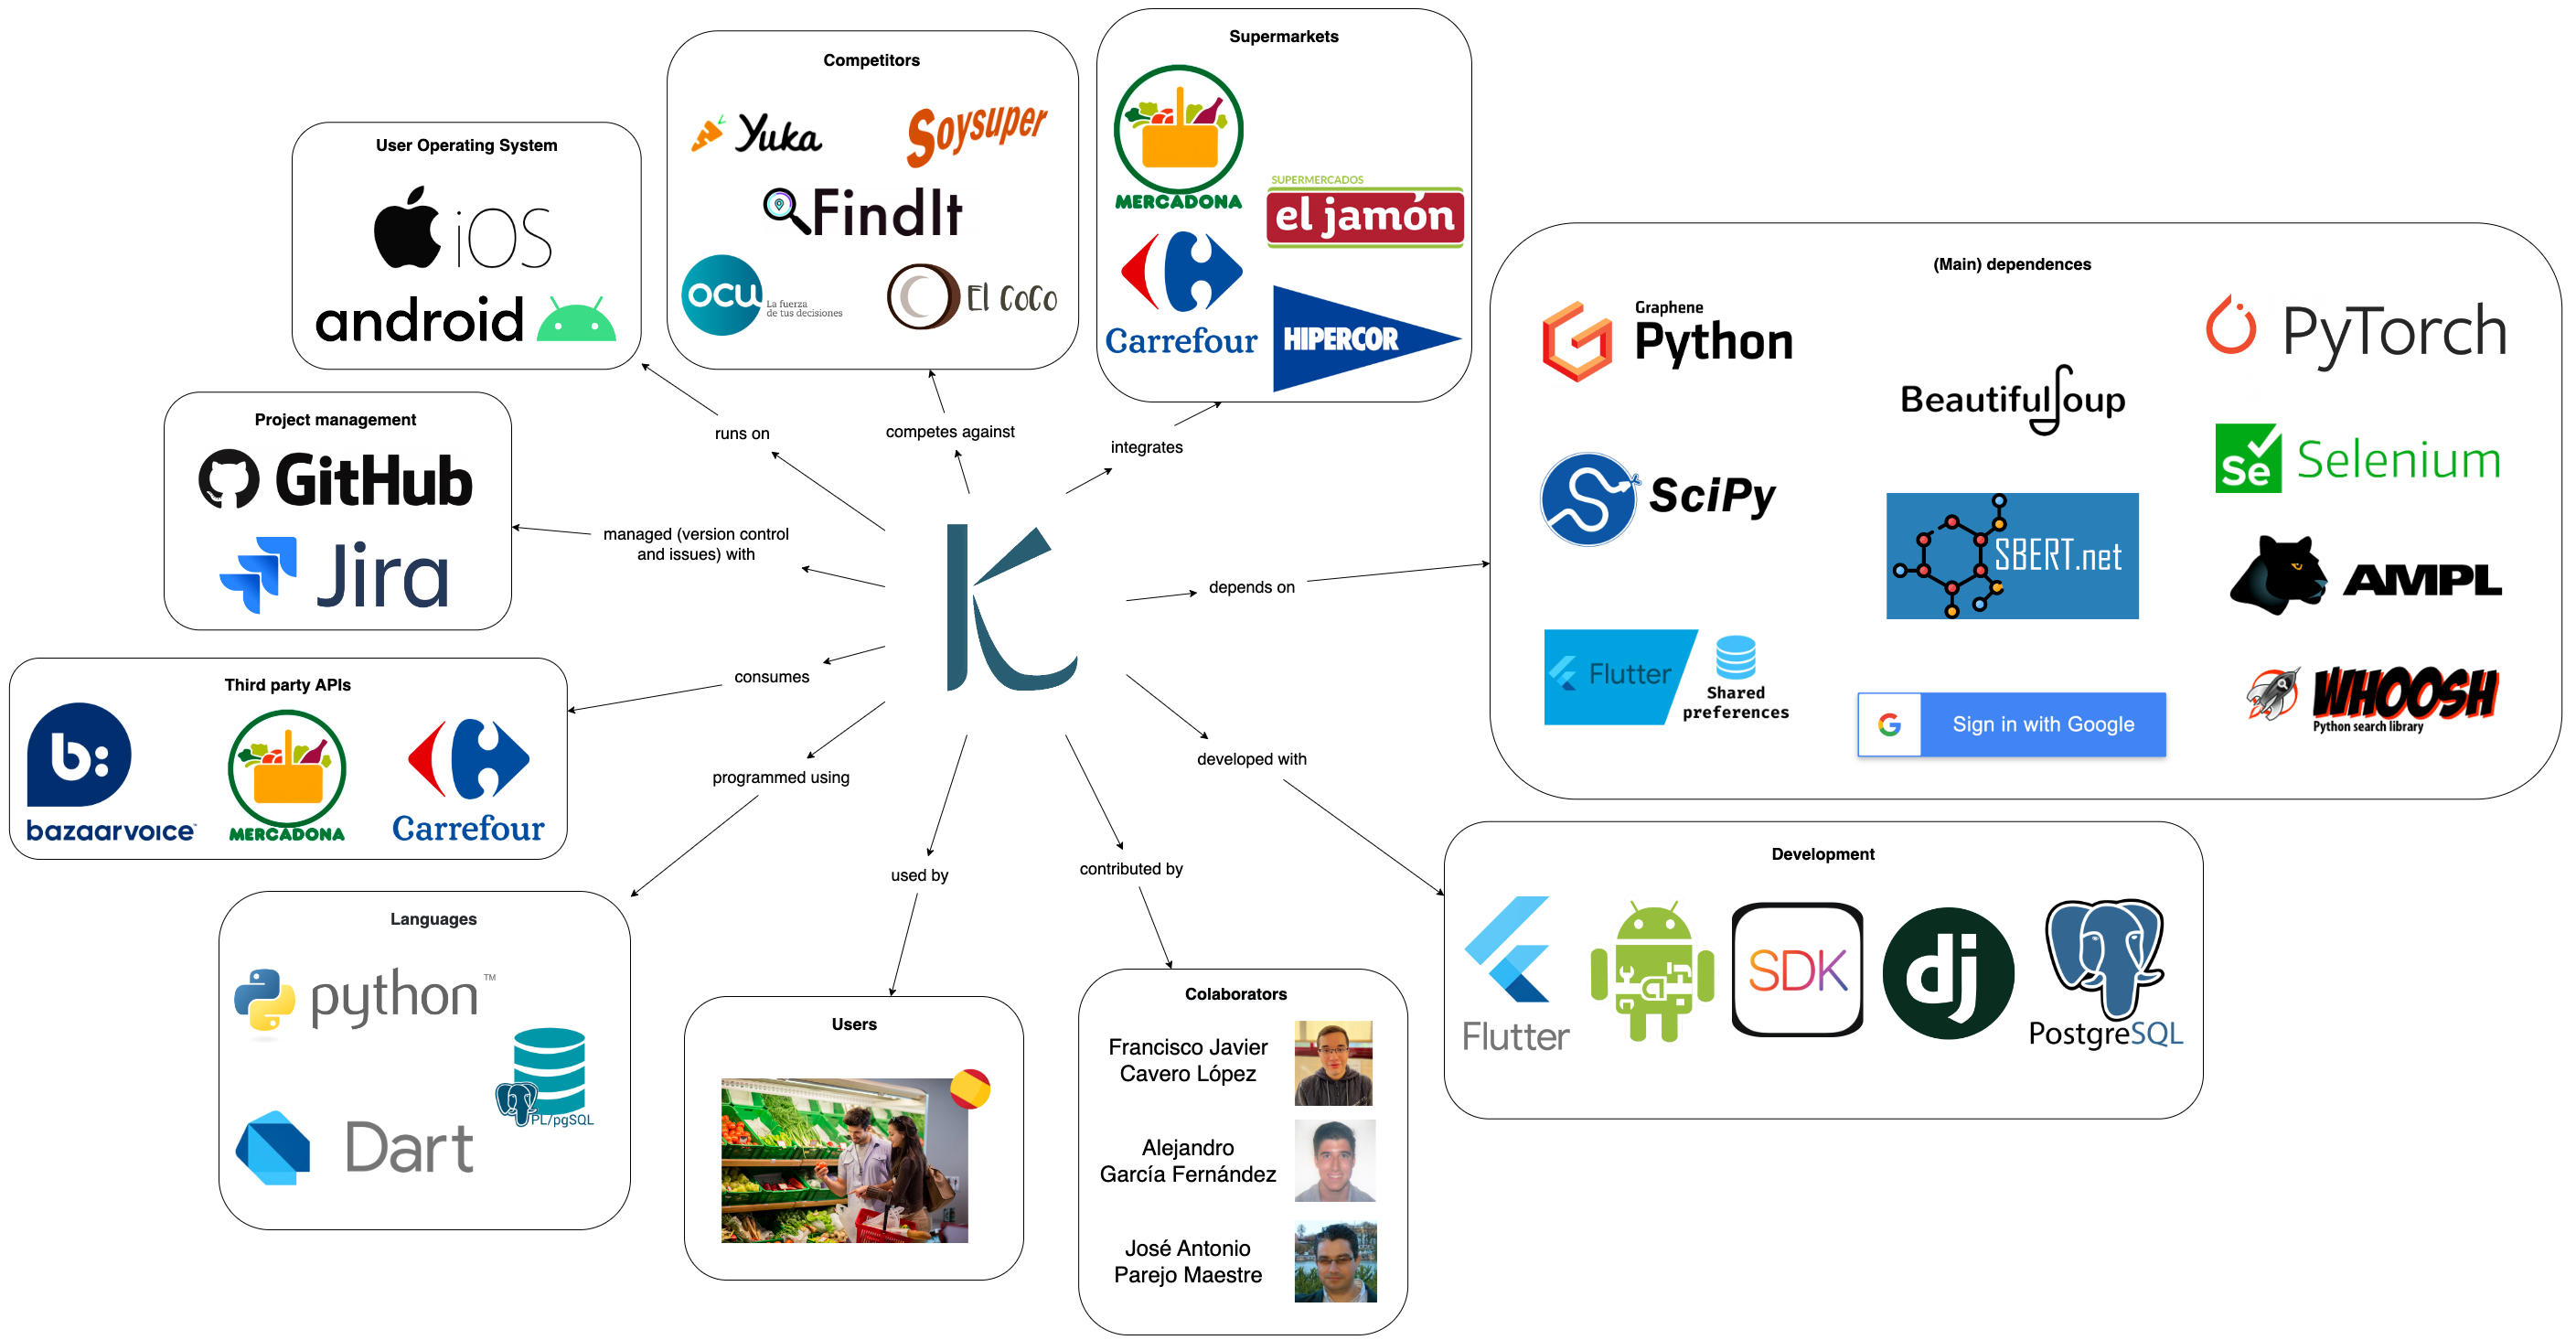 Supermarkets
MERCADONA
SUPERMERCADOS
el jamón
Carrefour
HIPERCOR
Competitors
Yuka
Soysuper
FindIt
ocu
La fuerza
de tus decisiones
El CoCo
User Operating System
iOS
android
Project management
GitHub
Jira
runs on
competes against
integrates
managed (version control
and issues) with
depends on
(Main) dependences
Graphene
Python
PyTorch
BeautifulSoup
Se
Selenium
SciPy
SBERT.net
AMPL
Flutter
Shared
preferences
Sign in with Google
WHOOSH
Python search library
K
Third party APIs
b:
bazaarvoice™
MERCADONA
Carrefour
consumes
programmed using
used by
contributed by
developed with
Languages
python™
PL/pgSQL
Dart
Users
Colaborators
Francisco Javier
Cavero López
Alejandro
García Fernández
José Antonio
Parejo Maestre
Development
Flutter
SDK
dj
PostgreSQL